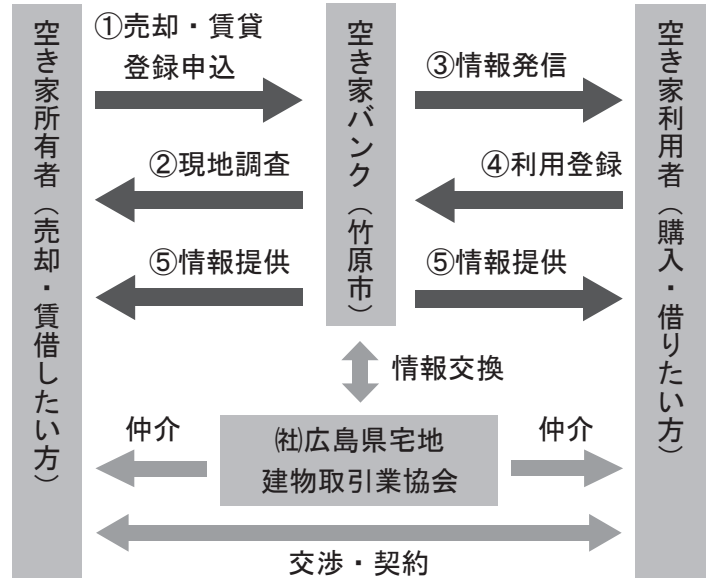 空き家所有者（売却・賃借したい方）
①売却・賃貸
登録申込
②現地調査
⑤情報提供
空き家バンク（竹原市）
③情報発信
④利用登録
⑤情報提供
空き家利用者（購入・借りたい方）
情報交換
仲介
㈳広島県宅地
建物取引業協会
仲介
交渉・契約